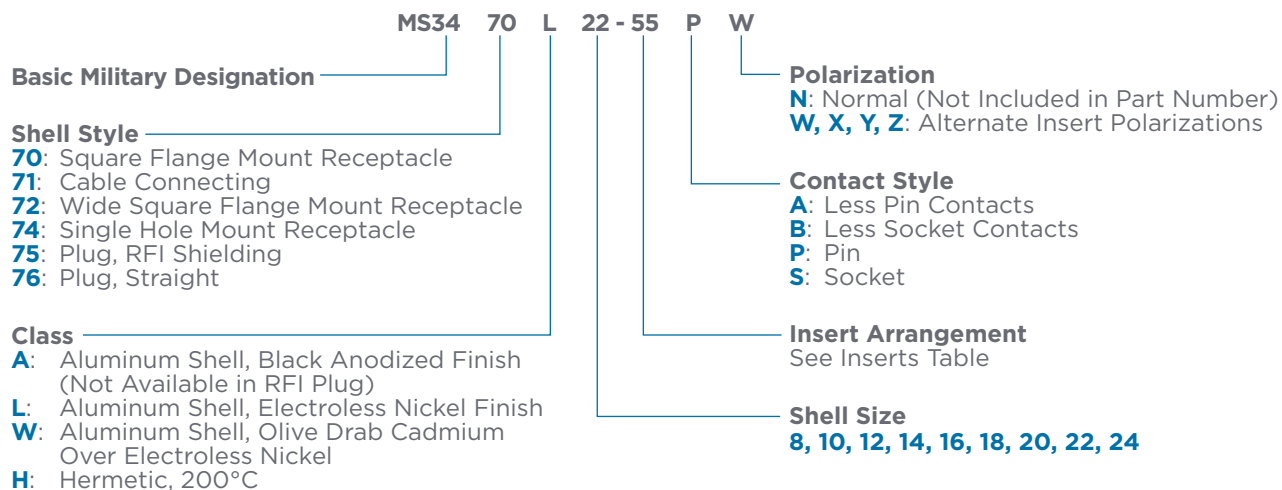 MS34 70 L 22 - 55 P W
Basic Military Designation
Shell Style
70: Square Flange Mount Receptacle
71: Cable Connecting
72: Wide Square Flange Mount Receptacle
74: Single Hole Mount Receptacle
75: Plug, RFI Shielding
76: Plug, Straight
Class
A: Aluminum Shell, Black Anodized Finish
(Not Available in RFI Plug)
L: Aluminum Shell, Electroless Nickel Finish
W: Aluminum Shell, Olive Drab Cadmium
Over Electroless Nickel
H: Hermetic, 200°C
Polarization
N: Normal (Not Included in Part Number)
W, X, Y, Z: Alternate Insert Polarizations
Contact Style
A: Less Pin Contacts
B: Less Socket Contacts
P: Pin
S: Socket
Insert Arrangement
See Inserts Table
Shell Size
8, 10, 12, 14, 16, 18, 20, 22, 24